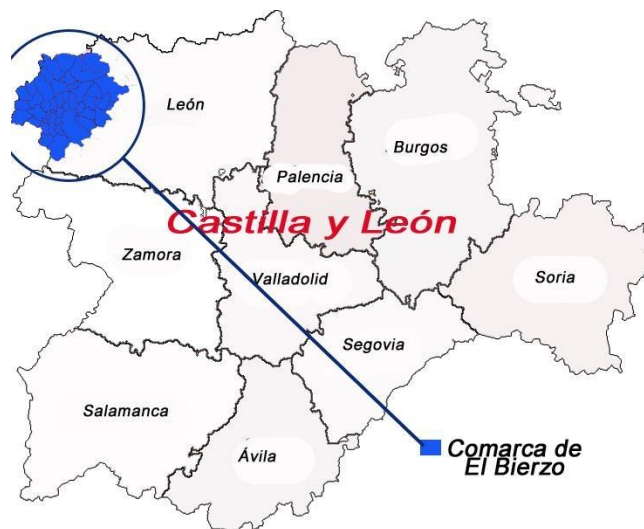 León
Burgos
Palencia
Castilla y León
Zamora
Valladolid
Soria
Segovia
Salamanca
Ávila
Comarca de
El Bierzo